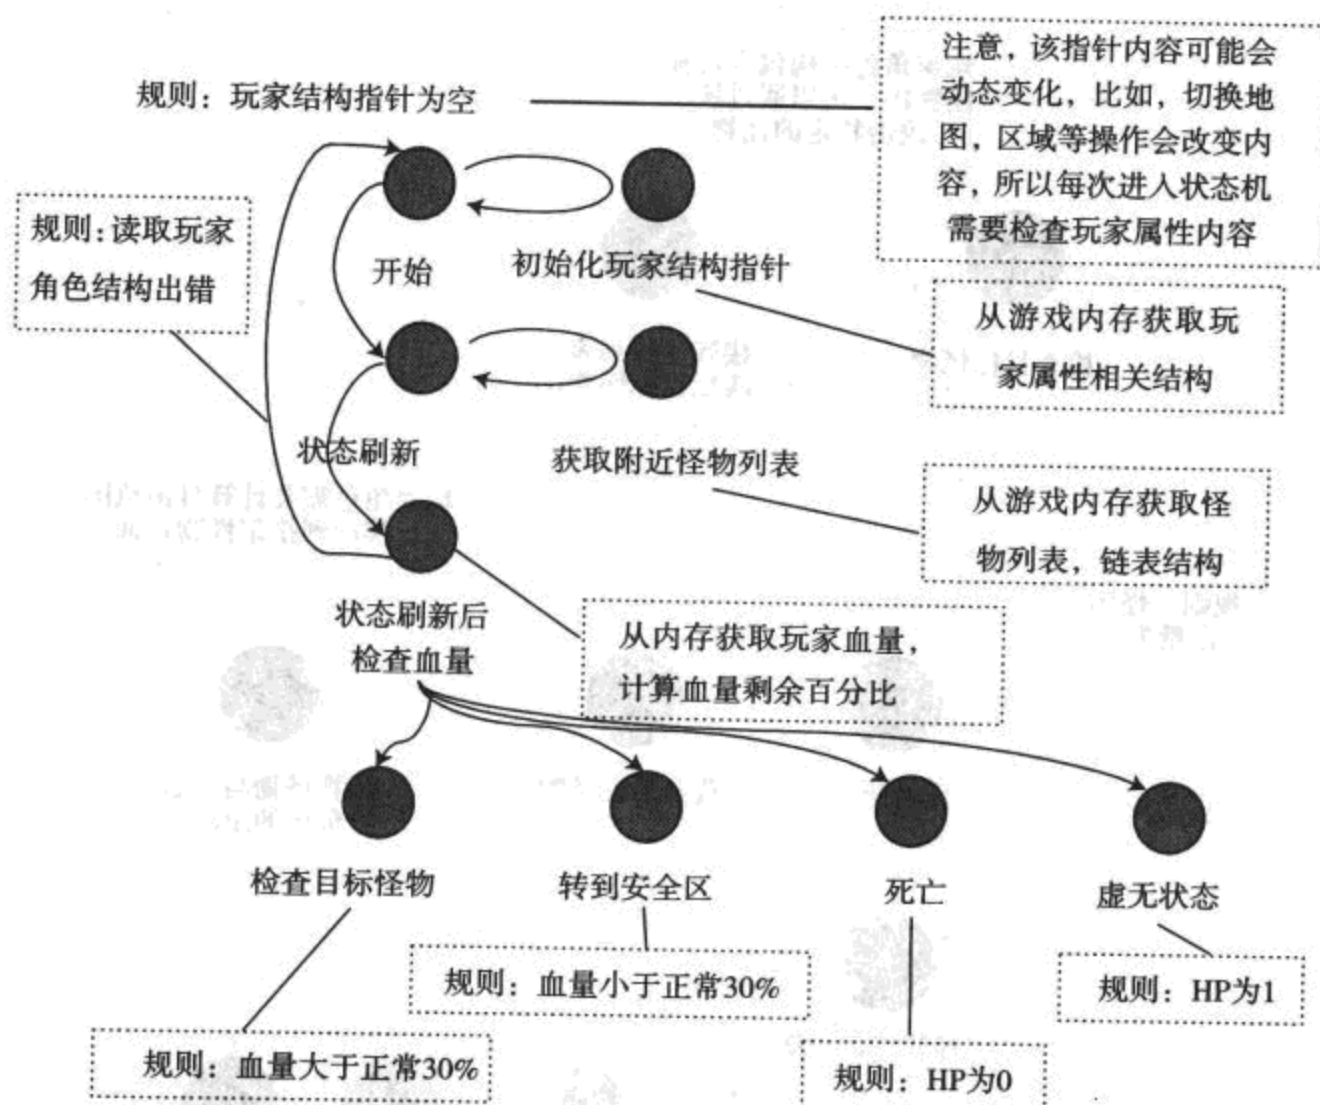 规则：玩家结构指针为空
注意，该指针内容可能会
动态变化，比如，切换地
图，区域等操作会改变内
容，所以每次进入状态机
需要检查玩家属性内容
规则：读取玩家
角色结构出错
开始
初始化玩家结构指针
从游戏内存获取玩
家属性相关结构
状态刷新
获取附近怪物列表
从游戏内存获取怪
物列表，链表结构
状态刷新后
检查血量
从内存获取玩家血量，
计算血量剩余百分比
检查目标怪物
转到安全区
死亡
虚无状态
规则：血量小于正常30%
规则：HP为1
规则：血量大于正常30%
规则：HP为0